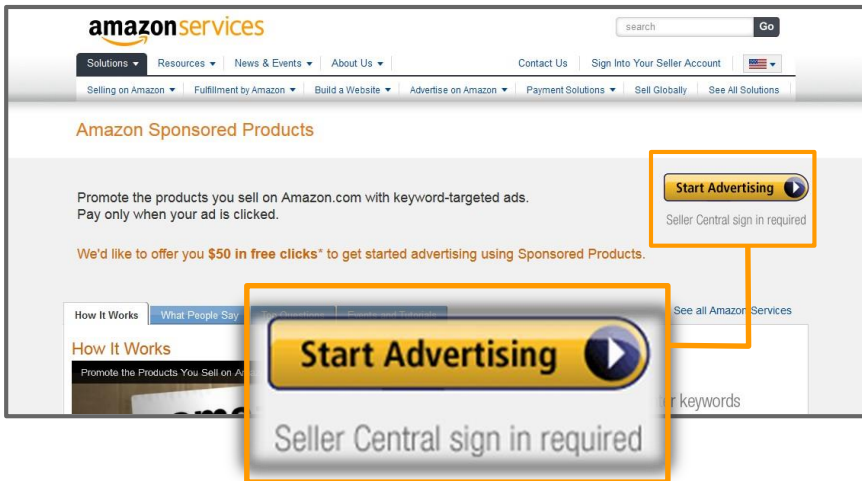 amazonservices
search Go
Solutions Resources News & Events About Us Contact Us Sign Into Your Seller Account
Selling on Amazon Fulfillment by Amazon Build a Website Advertise on Amazon Payment Solutions Sell Globally See All Solutions
Amazon Sponsored Products
Promote the products you sell on Amazon.com with keyword-targeted ads.
Pay only when your ad is clicked.
Start Advertising
Seller Central sign in required
We'd like to offer you $50 in free clicks* to get started advertising using Sponsored Products.
How It Works What People Say Top Questions Events and Tutorials
See all Amazon Services
How It Works
Promote the Products You Sell on
keywords
Start Advertising
Seller Central sign in required